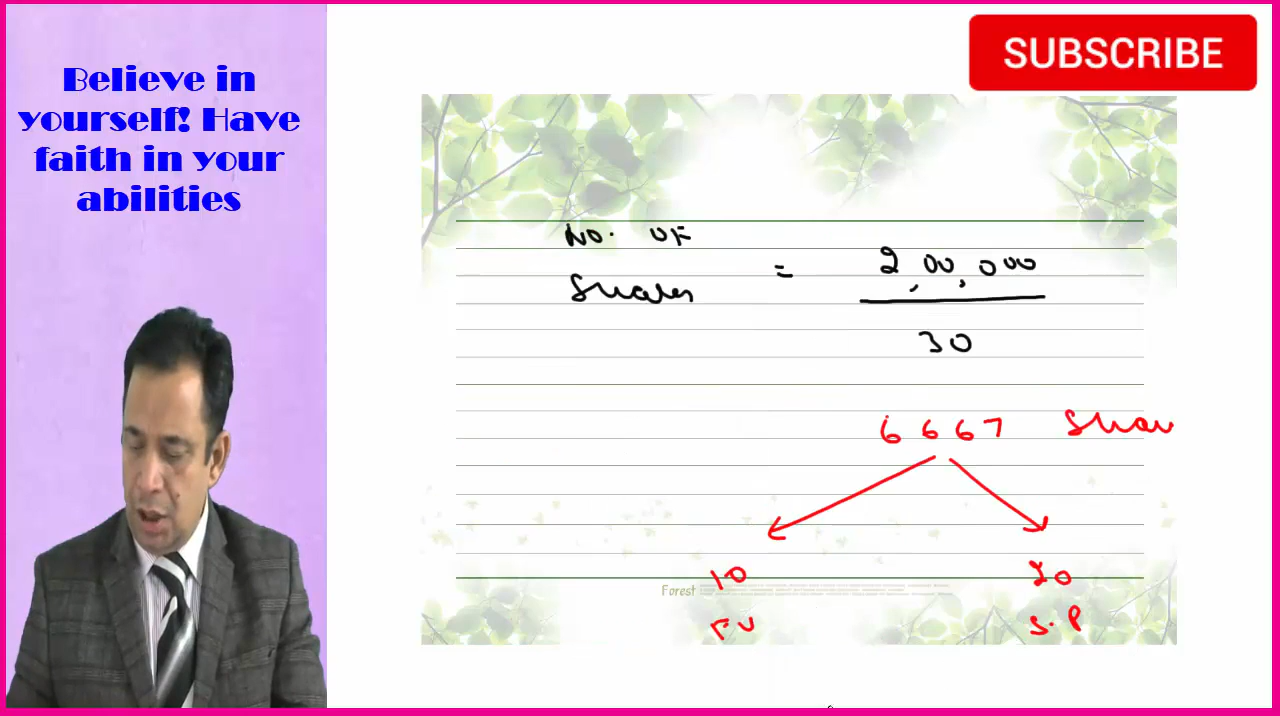 Believe in
yourself! Have
faith in your
abilities
SUBSCRIBE
No. OF
Shares = 2,00,000
30
6667 Shar
10 20
FV S.P
Forest